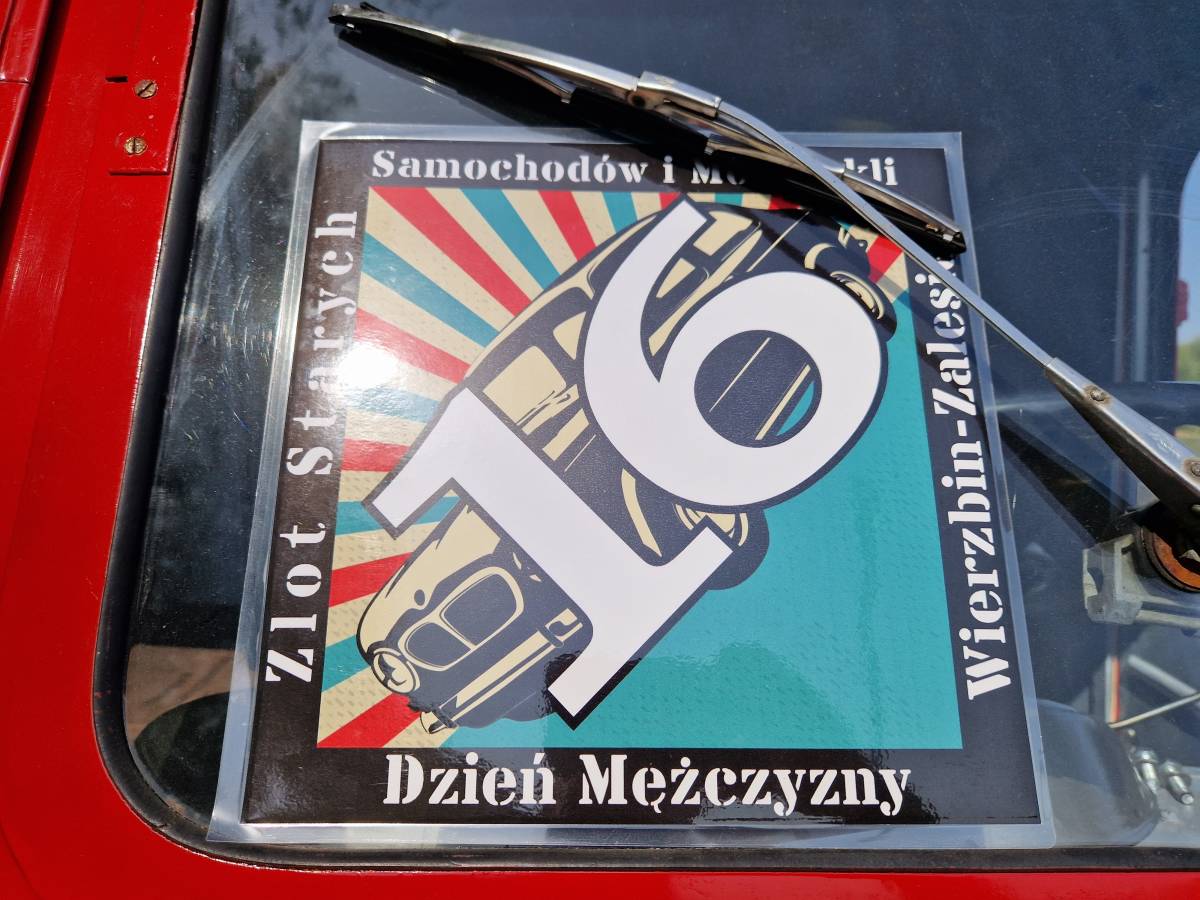 Zlot Starych
Samochodów i
Wierzbin-Zalesie
16
Dzień Mężczyzny